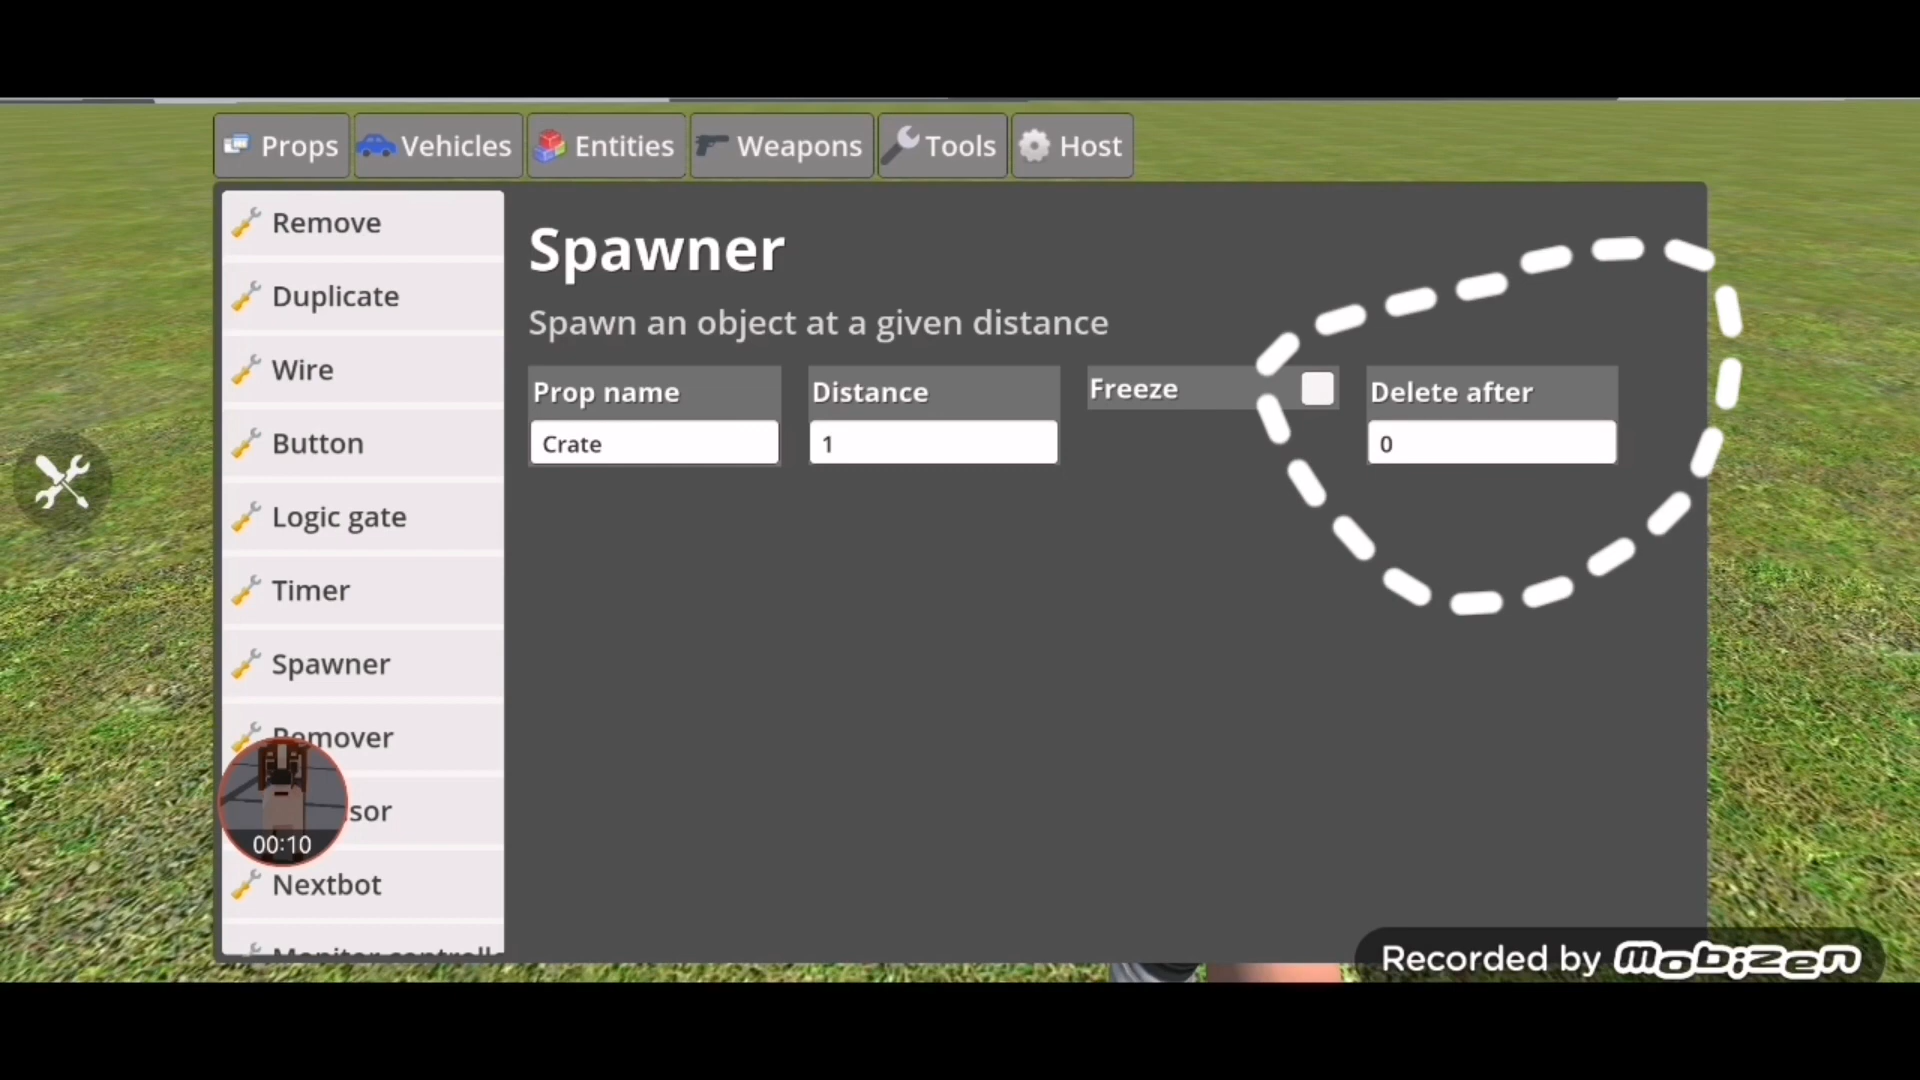 Props Vehicles Entities Weapons Tools Host
Remove
Duplicate
Wire
Button
Logic gate
Timer
Spawner
Remover
sor
Nextbot
Spawner
Spawn an object at a given distance
Prop name
Crate
Distance
1
Freeze
Delete after
0
00:10
Recorded by mobizen